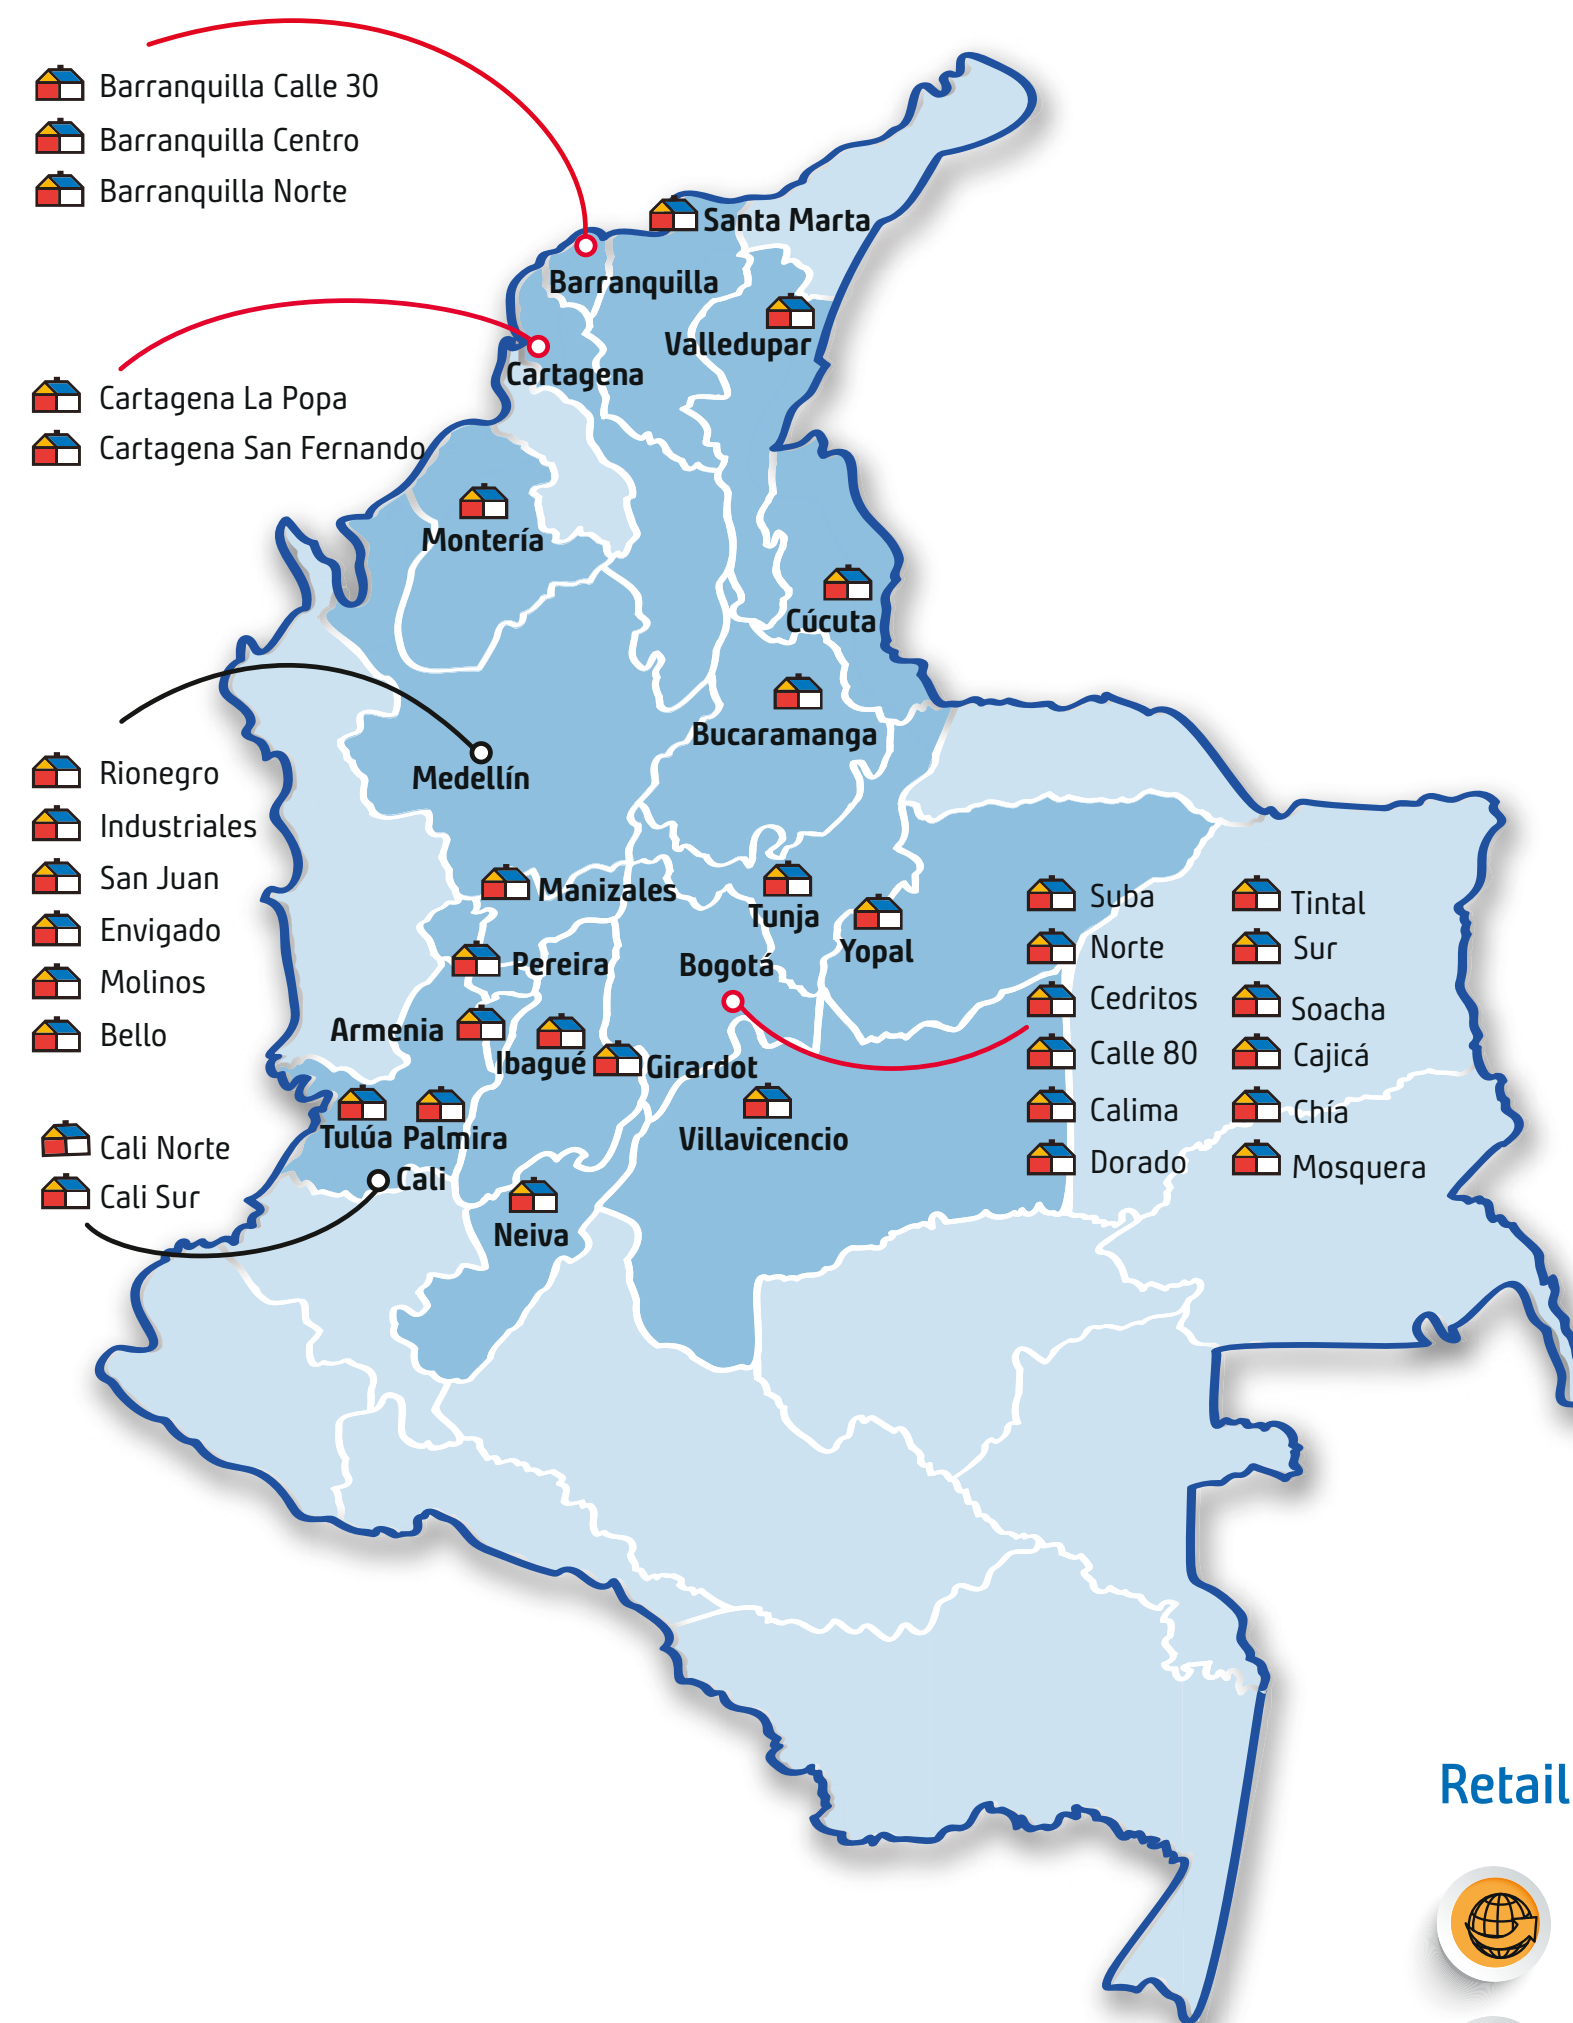 Barranquilla Calle 30
Barranquilla Centro
Barranquilla Norte
Santa Marta
Barranquilla
Valledupar
Cartagena
Cartagena La Popa
Cartagena San Fernando
Montería
Cúcuta
Bucaramanga
Medellín
Rionegro
Industriales
San Juan
Envigado
Molinos
Bello
Manizales
Tunja
Yopal
Pereira
Bogotá
Armenia
Ibagué
Girardot
Suba
Norte
Cedritos
Calle 80
Calima
Dorado
Tintal
Sur
Soacha
Cajicá
Chía
Mosquera
Tulúa
Palmira
Villavicencio
Cali
Cali Norte
Cali Sur
Neiva
Retail